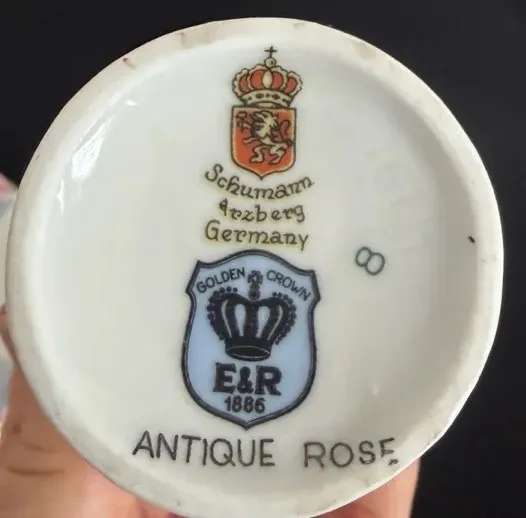 Schumann
Arzberg
Germany
8
GOLDEN CROWN
E&R
1886
ANTIQUE ROSE